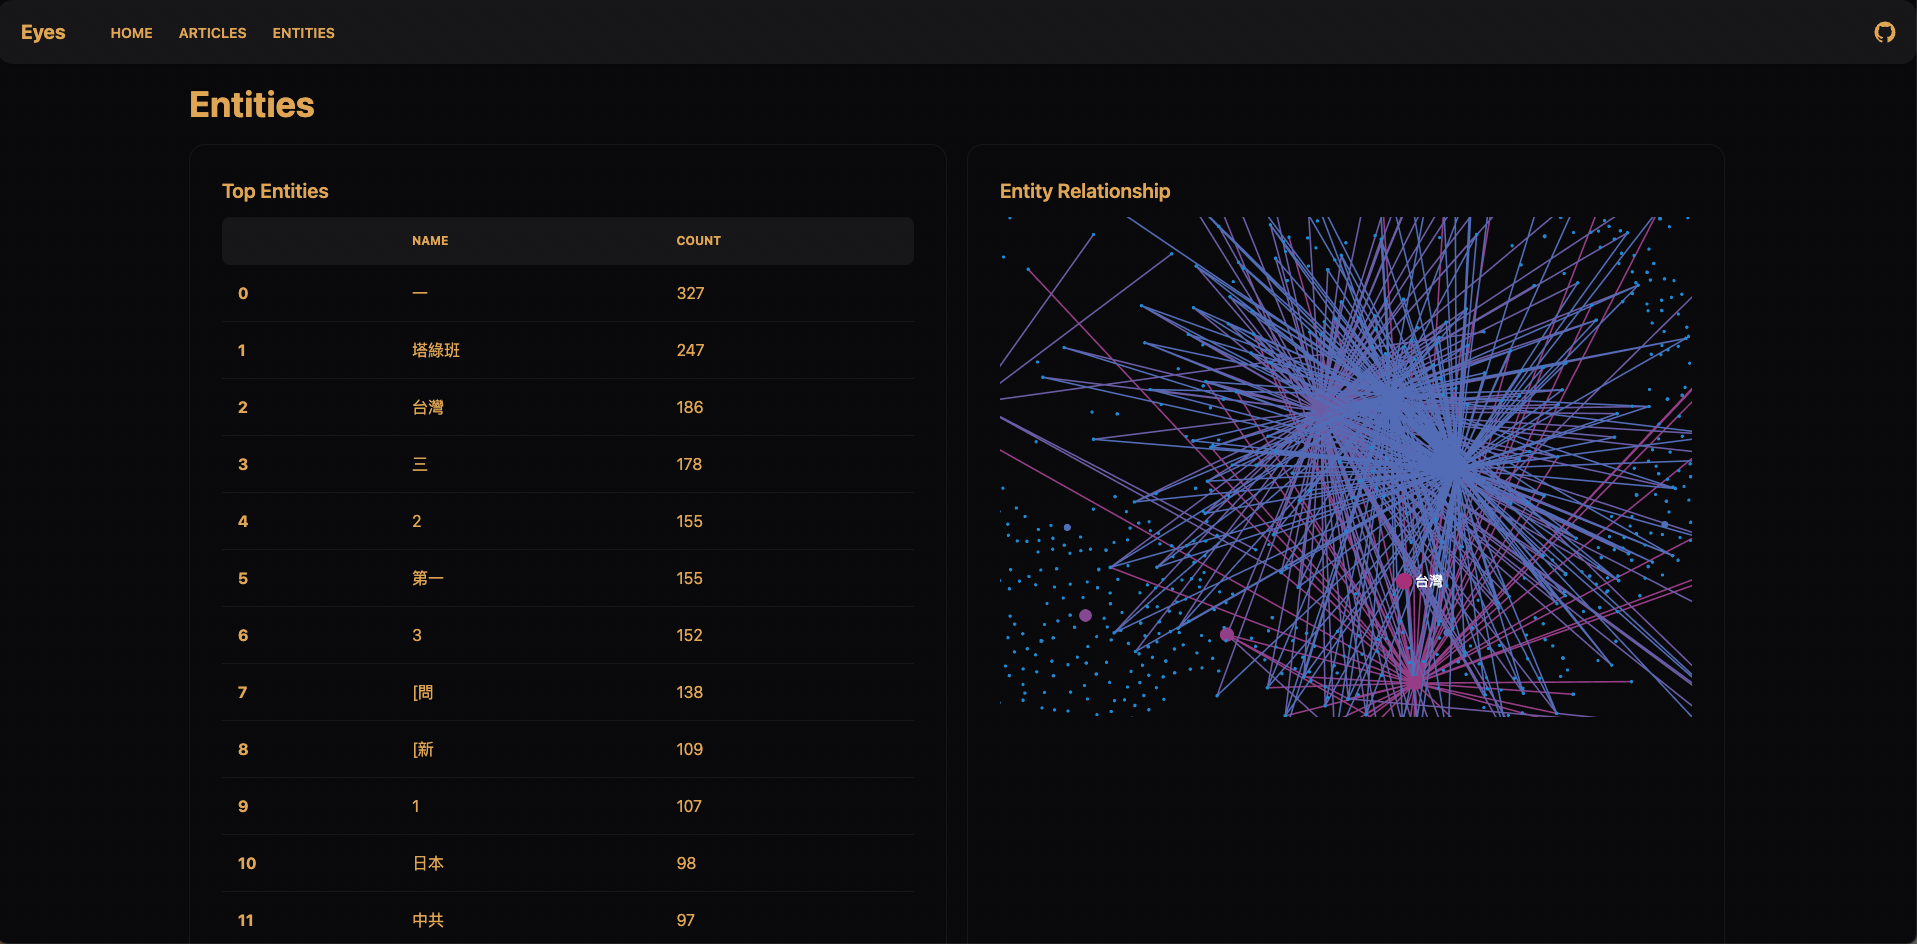 Eyes HOME ARTICLES ENTITIES
Entities
Top Entities
NAME COUNT
0 一 327
1 塔綠班 247
2 台灣 186
3 三 178
4 2 155
5 第一 155
6 3 152
7 [問 138
8 [新 109
9 1 107
10 日本 98
11 中共 97
Entity Relationship
台灣